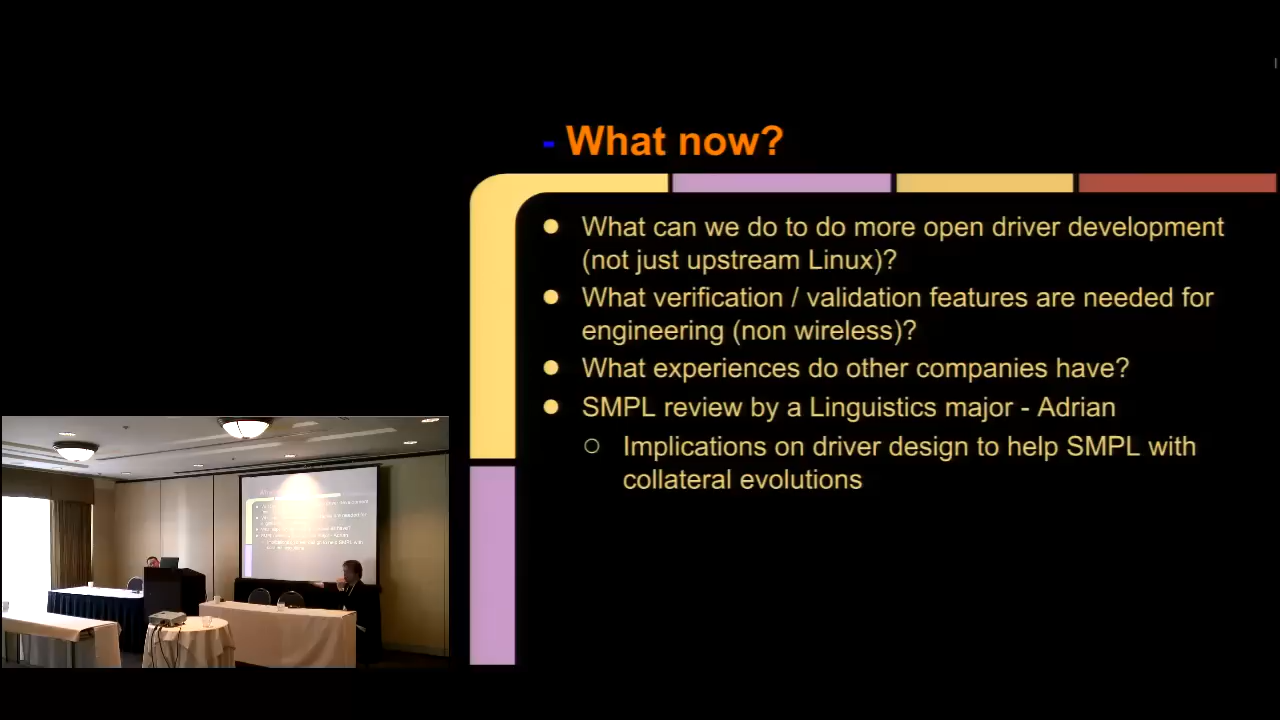 - What now?
● What can we do to do more open driver development
(not just upstream Linux)?
● What verification / validation features are needed for
engineering (non wireless)?
● What experiences do other companies have?
● SMPL review by a Linguistics major - Adrian
○ Implications on driver design to help SMPL with
collateral evolutions